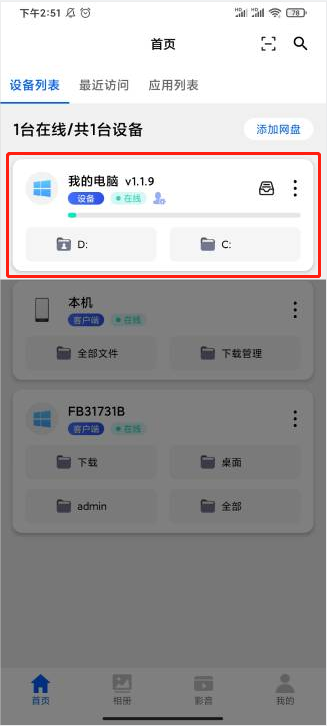 下午2:51
78
首页
设备列表 最近访问 应用列表
1台在线/共1台设备 添加网盘
我的电脑 v1.1.9
设备 在线
D: C:
本机
客户端 在线
全部文件 下载管理
FB31731B
客户端 在线
下载 桌面
admin 全部
首页 相册 影音 我的